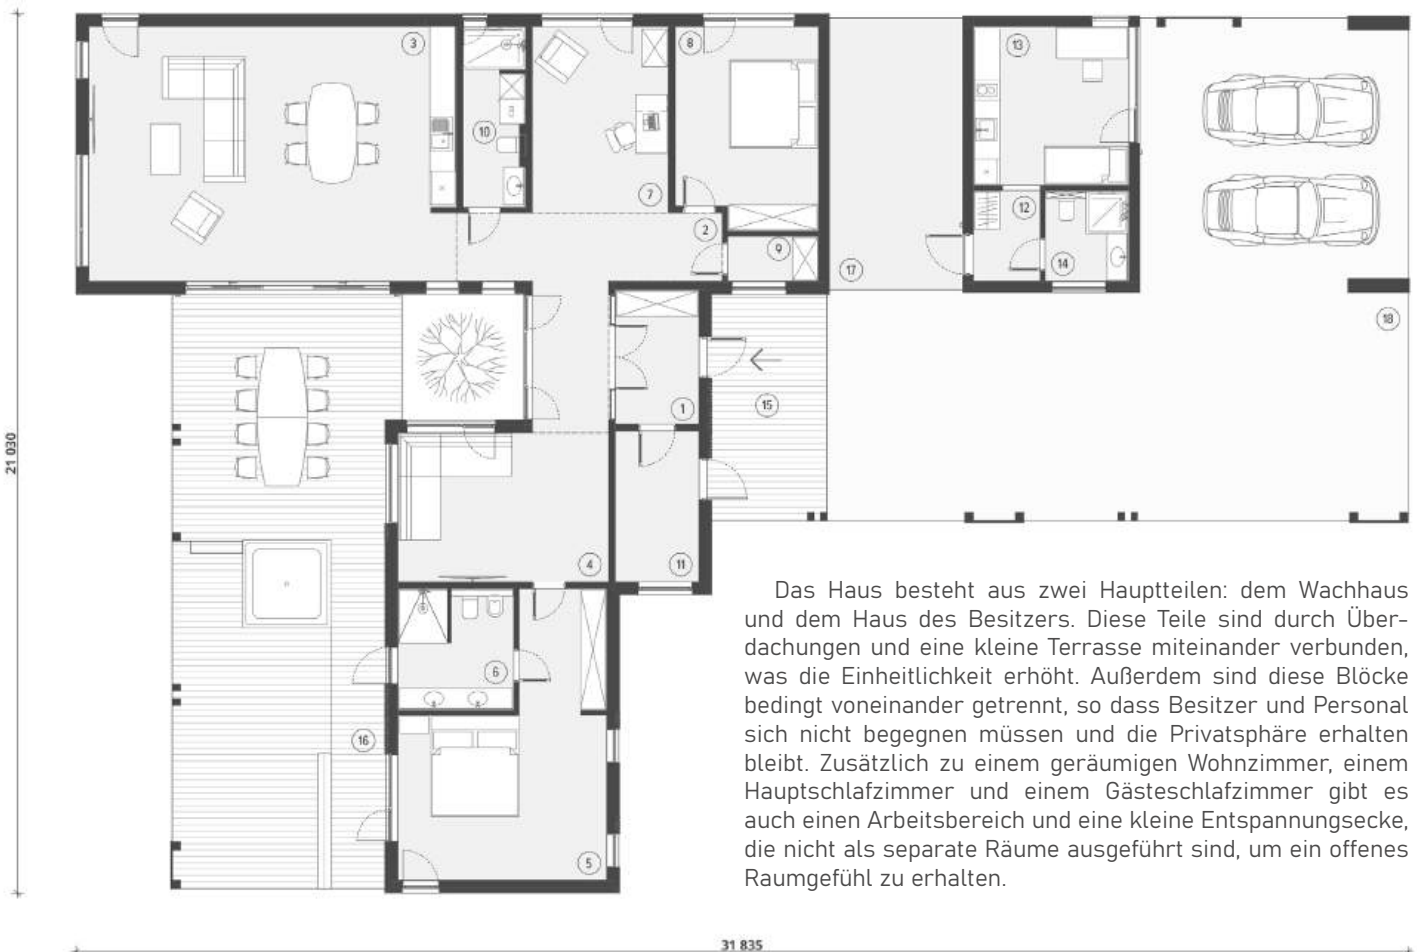 3
10
7
8
2
9
17
13
12
14
18
1
15
4
11
6
16
5
21 030
Das Haus besteht aus zwei Hauptteilen: dem Wachhaus
und dem Haus des Besitzers. Diese Teile sind durch Über-
dachungen und eine kleine Terrasse miteinander verbunden,
was die Einheitlichkeit erhöht. Außerdem sind diese Blöcke
bedingt voneinander getrennt, so dass Besitzer und Personal
sich nicht begegnen müssen und die Privatsphäre erhalten
bleibt. Zusätzlich zu einem geräumigen Wohnzimmer, einem
Hauptschlafzimmer und einem Gästeschlafzimmer gibt es
auch einen Arbeitsbereich und eine kleine Entspannungsecke,
die nicht als separate Räume ausgeführt sind, um ein offenes
Raumgefühl zu erhalten.
31 835